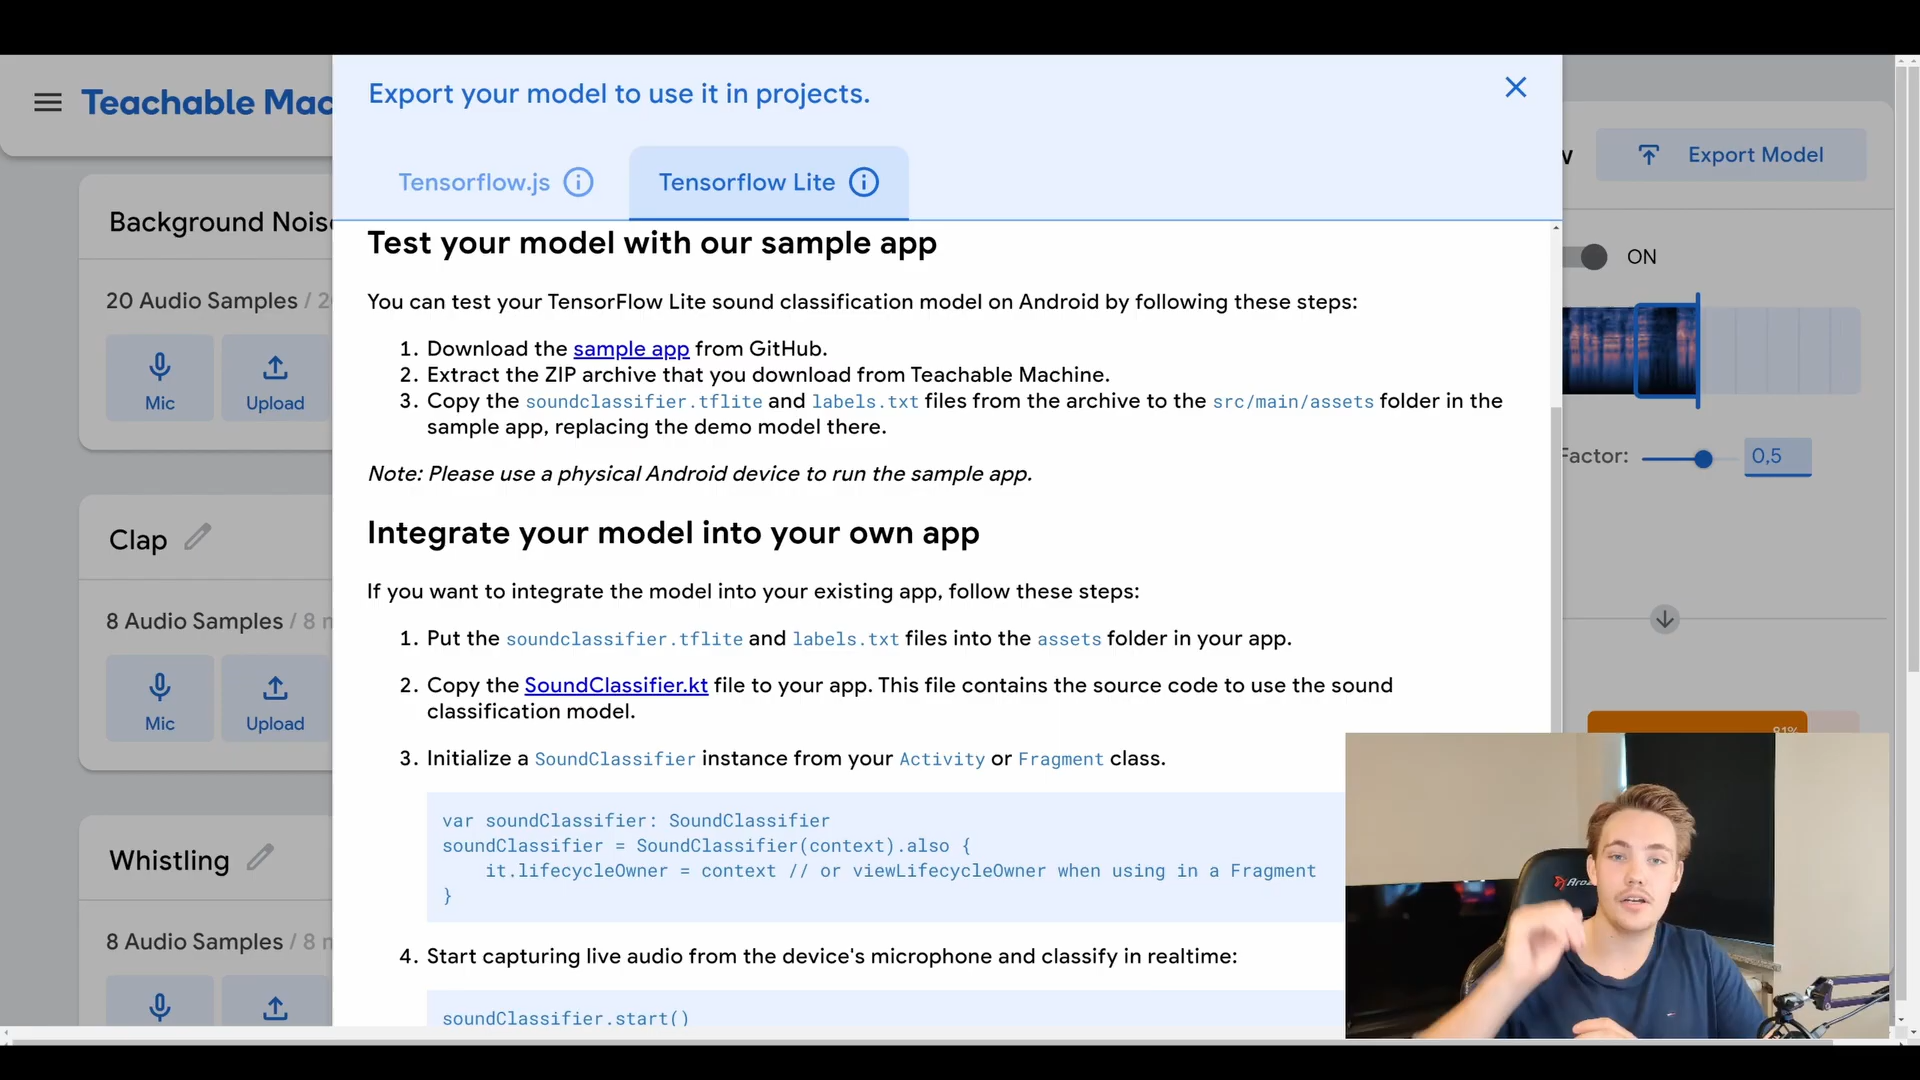 Teachable Mac
Export your model to use it in projects.
Tensorflow.js
Tensorflow Lite
Export Model
Background Nois
20 Audio Samples / 2
Mic
Upload
Clap
8 Audio Samples / 8
Mic
Upload
Whistling
8 Audio Samples / 8
Test your model with our sample app
You can test your TensorFlow Lite sound classification model on Android by following these steps:
1. Download the sample app from GitHub.
2. Extract the ZIP archive that you download from Teachable Machine.
3. Copy the soundclassifier.tflite and labels.txt files from the archive to the src/main/assets folder in the
sample app, replacing the demo model there.
Note: Please use a physical Android device to run the sample app.
Integrate your model into your own app
If you want to integrate the model into your existing app, follow these steps:
1. Put the soundclassifier.tflite and labels.txt files into the assets folder in your app.
2. Copy the SoundClassifier.kt file to your app. This file contains the source code to use the sound
classification model.
3. Initialize a SoundClassifier instance from your Activity or Fragment class.
var soundClassifier: SoundClassifier
soundClassifier = SoundClassifier(context).also {
it.lifecycleOwner = context // or viewLifecycleOwner when using in a Fragment
}
4. Start capturing live audio from the device's microphone and classify in realtime:
soundClassifier.start()
ON
Factor:
0,5